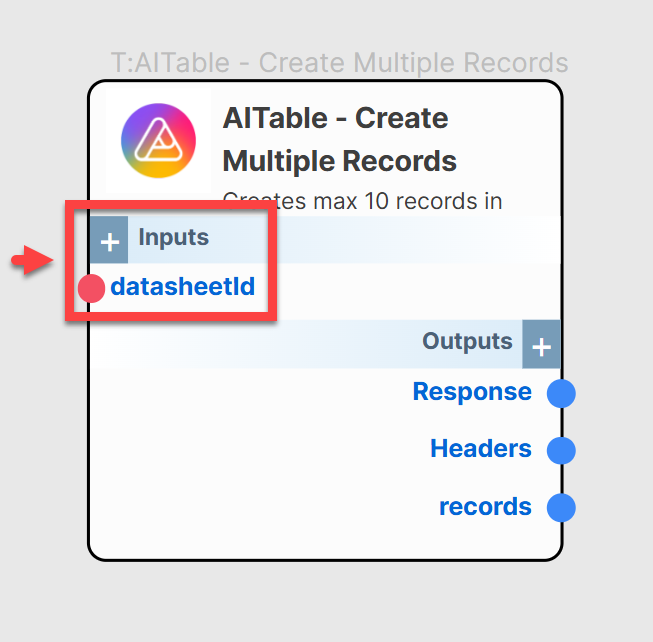 T:AITable - Create Multiple Records
AITable - Create
Multiple Records
Creates max 10 records in
+ Inputs
datasheetId
Outputs +
Response
Headers
records